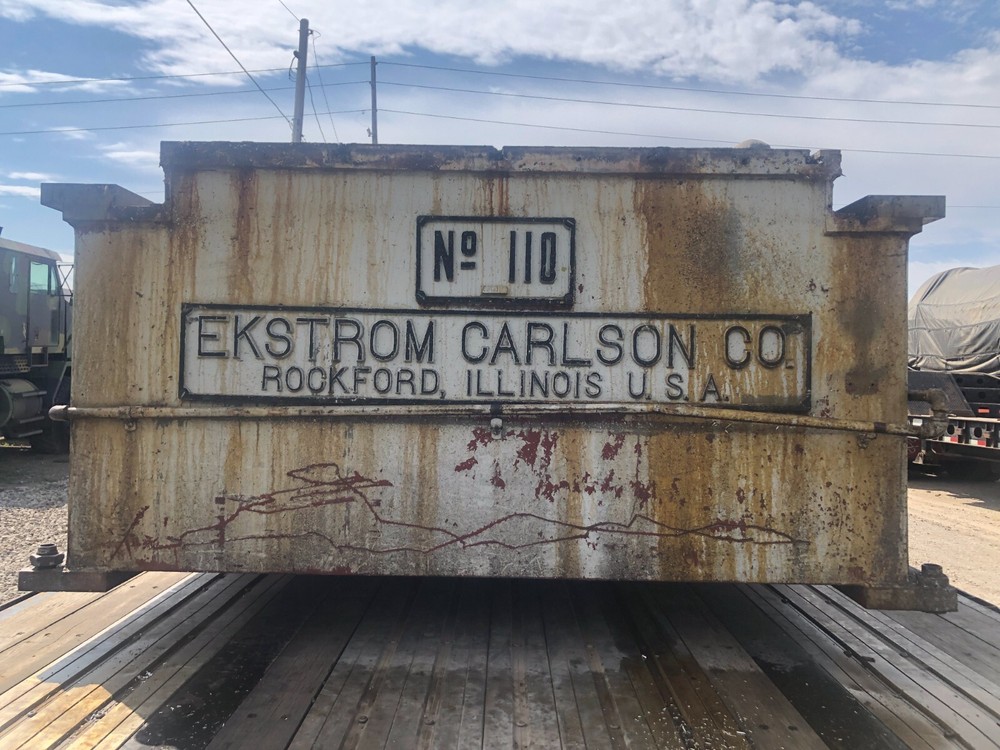 Nº 110
EKSTROM CARLSON CO.
ROCKFORD, ILLINOIS U.S.A.